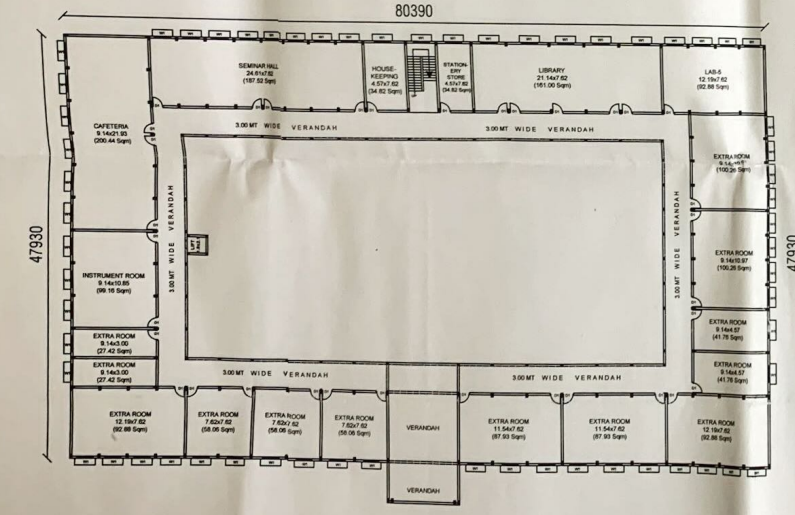 80390
SEMINAR HALL
24.61x7.62
(187.52 Sqm)
HOUSE-
KEEPING
4.57x7.62
(34.82 Sqm)
STATION-
ERY
STORE
4.57x7.62
(34.82 Sqm)
LIBRARY
21.14x7.62
(161.00 Sqm)
LAB-5
12.19x7.62
(92.88 Sqm)
CAFETERIA
9.14x21.93
(200.44 Sqm)
3.00 MT WIDE VERANDAH
3.00 MT WIDE VERANDAH
EXTRA ROOM
(100.26 Sqm)
47930
3.00 MT WIDE VERANDAH
LIFT
3.00 MT WIDE VERANDAH
EXTRA ROOM
9.14x10.97
(100.26 Sqm)
47930
INSTRUMENT ROOM
9.14x10.85
(99.16 Sqm)
EXTRA ROOM
9.14x3.00
(27.42 Sqm)
EXTRA ROOM
9.14x3.00
(27.42 Sqm)
EXTRA ROOM
9.14x4.57
(41.76 Sqm)
EXTRA ROOM
9.14x4.57
(41.76 Sqm)
3.00 MT WIDE VERANDAH
3.00 MT WIDE VERANDAH
EXTRA ROOM
12.19x7.62
(92.88 Sqm)
EXTRA ROOM
7.62x7.62
(58.06 Sqm)
EXTRA ROOM
7.62x7.62
(58.06 Sqm)
EXTRA ROOM
7.62x7.62
(58.06 Sqm)
VERANDAH
EXTRA ROOM
11.54x7.62
(87.93 Sqm)
EXTRA ROOM
11.54x7.62
(87.93 Sqm)
EXTRA ROOM
12.19x7.62
(92.88 Sqm)
VERANDAH